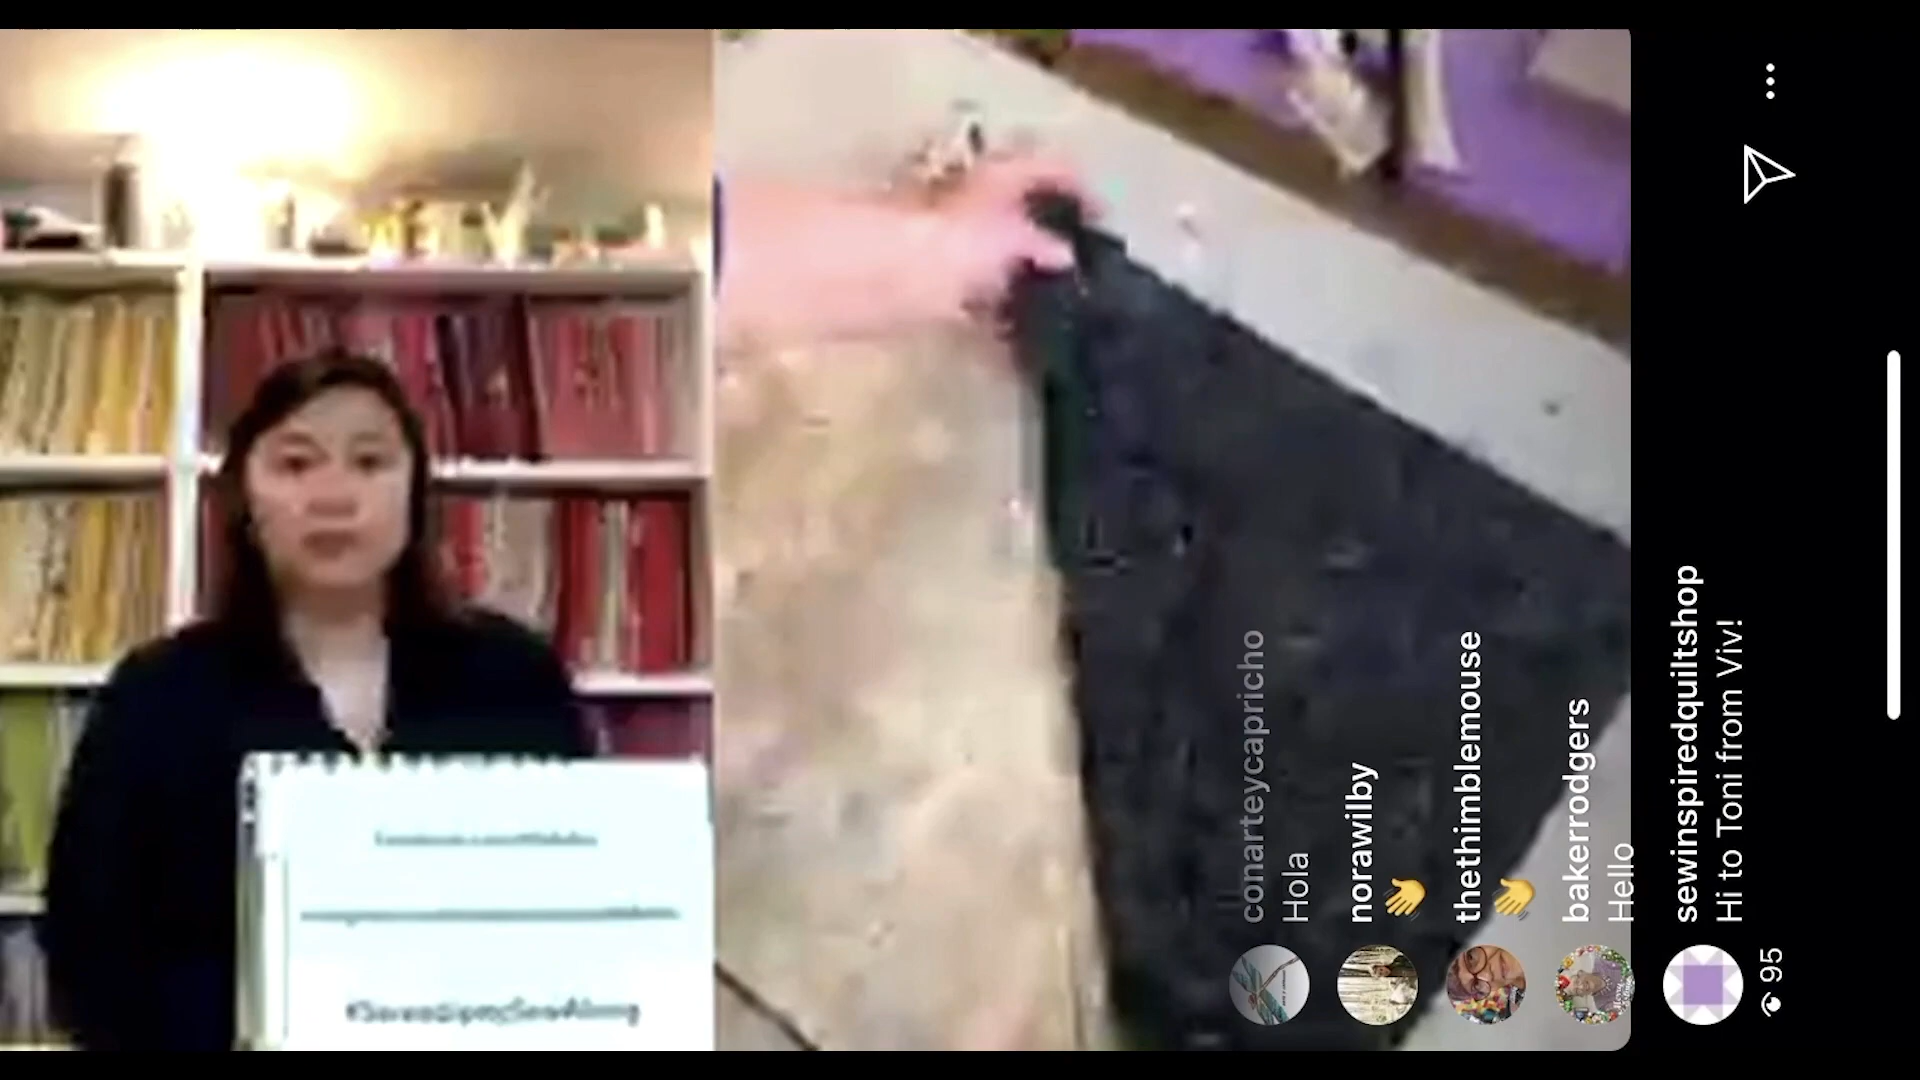 conarteycapricho
Hola
norawilby
👋
thethimblemouse
👋
bakerrodgers
Hello
sewinspiredquiltshop
Hi to Toni from Viv!
95